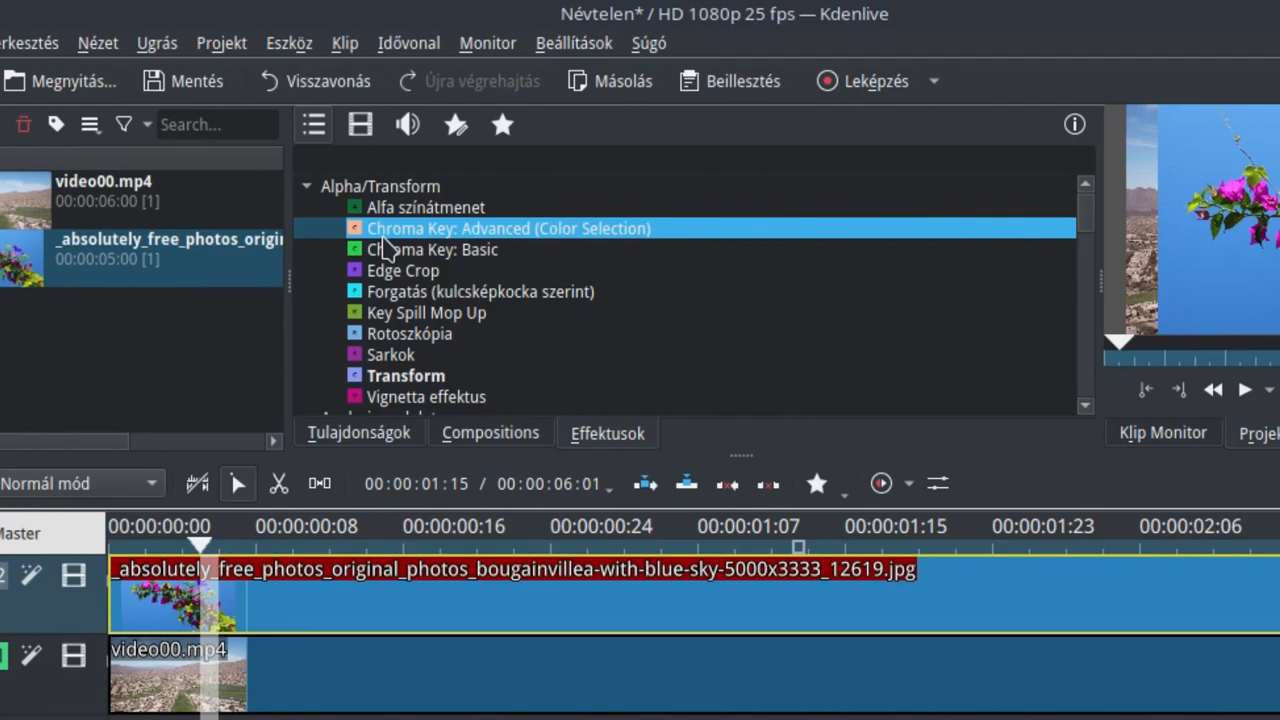 Névtelen* / HD 1080p 25 fps — Kdenlive
erkesztés Nézet Ugrás Projekt Eszköz Klip Idővonal Monitor Beállítások Súgó
Megnyitás... Mentés Visszavonás Újra végrehajtás Másolás Beillesztés Leképzés
Search...
video00.mp4
00:00:06:00 [1]
_absolutely_free_photos_origi
00:00:05:00 [1]
Alpha/Transform
Alfa színátmenet
Chroma Key: Advanced (Color Selection)
Chroma Key: Basic
Edge Crop
Forgatás (kulcsképkocka szerint)
Key Spill Mop Up
Rotoszkópia
Sarkok
Transform
Vignetta effektus
Tulajdonságok Compositions Effektusok
Klip Monitor Proje
Normál mód
00:00:01:15 / 00:00:06:01
Master
00:00:00:00 00:00:00:08 00:00:00:16 00:00:00:24 00:00:01:07 00:00:01:15 00:00:01:23 00:00:02:06
_absolutely_free_photos_original_photos_bougainvillea-with-blue-sky-5000x3333_12619.jpg
video00.mp4